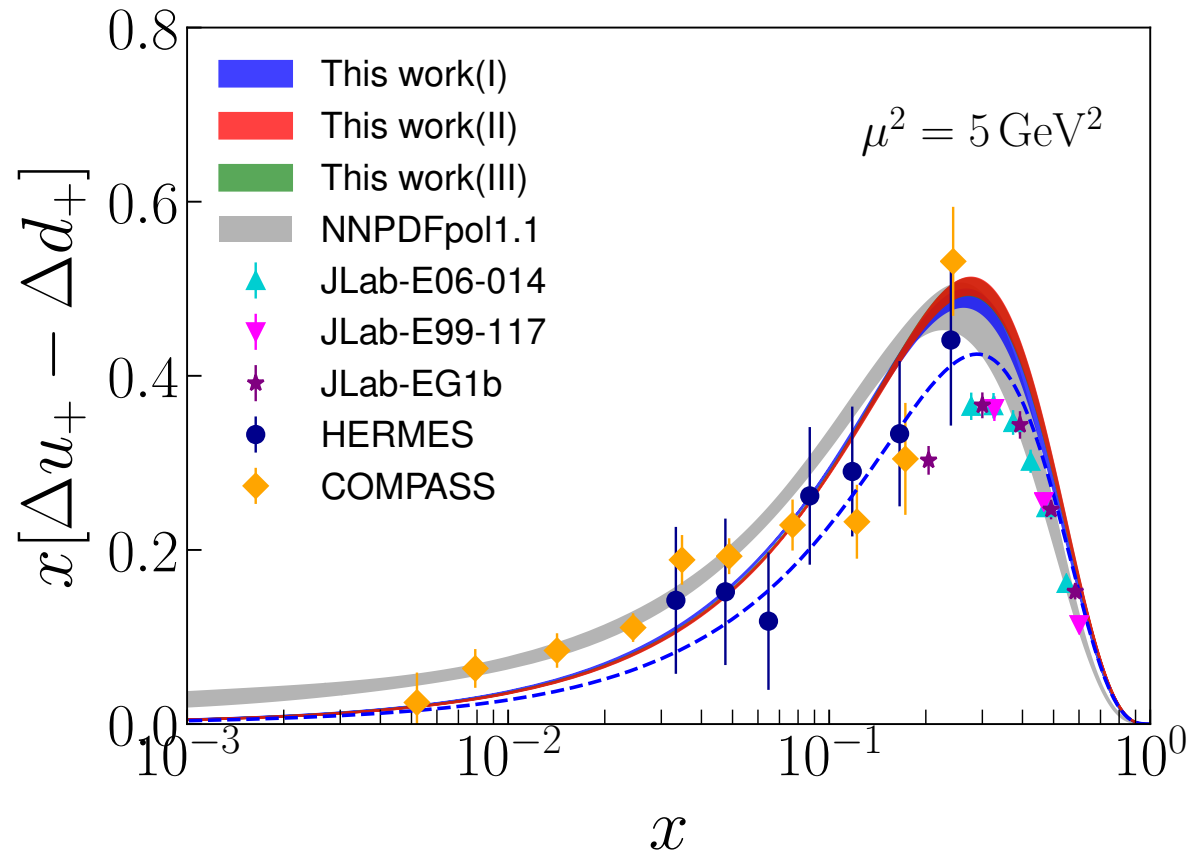 0.8
0.6
0.4
0.2
0.0
x[Δu₊ − Δd₊]
This work(I)
This work(II)
This work(III)
NNPDFpol1.1
JLab-E06-014
JLab-E99-117
JLab-EG1b
HERMES
COMPASS
μ² = 5 GeV²
10⁻³ 10⁻² 10⁻¹ 10⁰
x